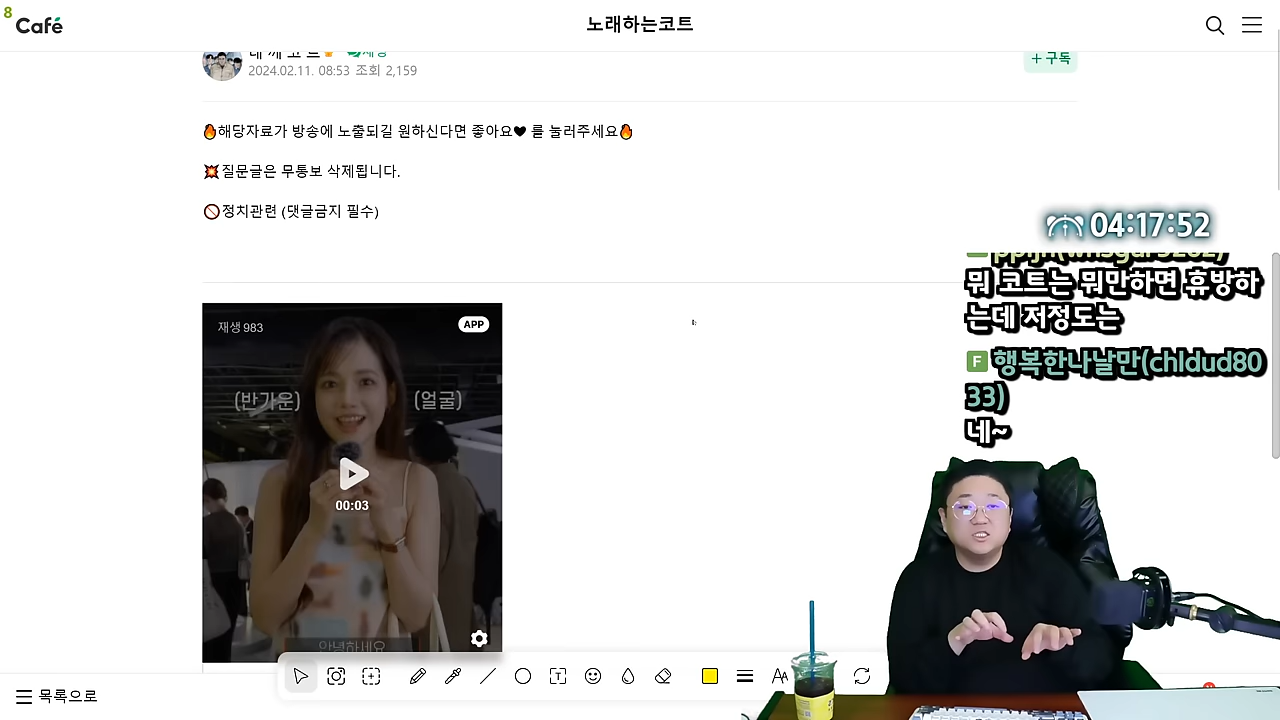 8
Café
노래하는코트
2024.02.11. 08:53 조회 2,159
+ 구독
🔥해당자료가 방송에 노출되길 원하신다면 좋아요♥ 를 눌러주세요🔥
💥질문글은 무통보 삭제됩니다.
🚫정치관련 (댓글금지 필수)
04:17:52
뭐 코트는 뭐만하면 휴방하
는데 저정도는
F 행복한나날만(chldud80
33)
네~
재생 983
APP
(반가운) (얼굴)
00:03
안녕하세요
T
AA
목록으로